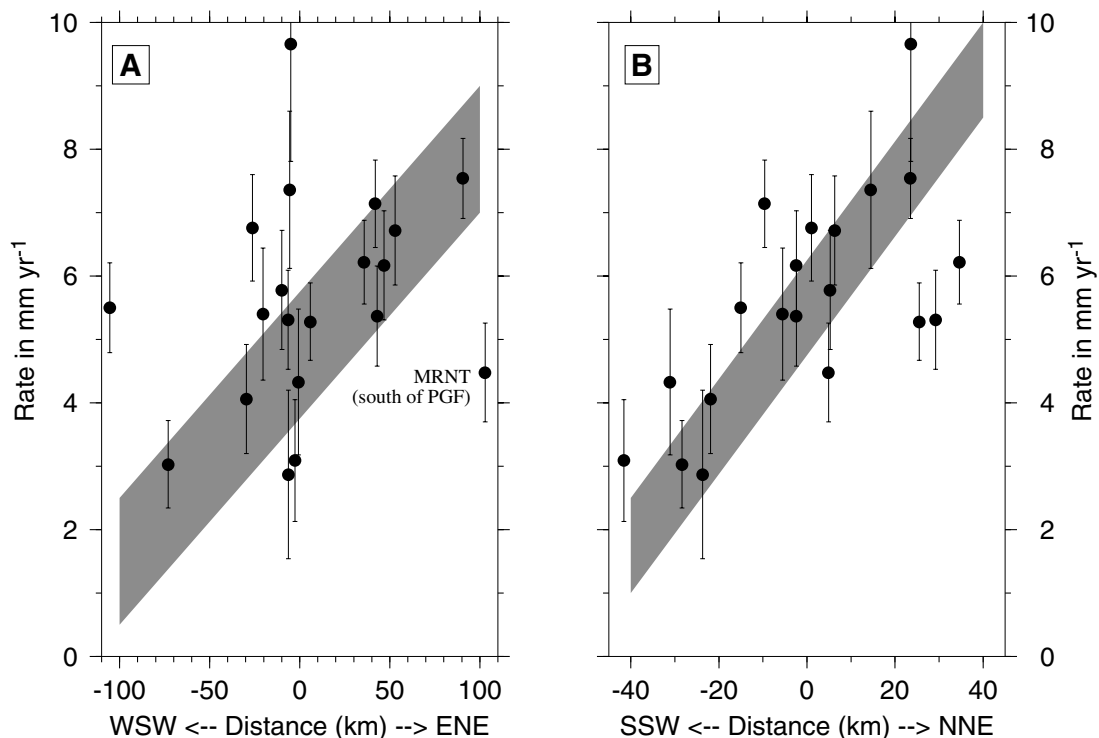 A
B
10
8
6
4
2
0
Rate in mm yr-1
MRNT
(south of PGF)
-100 -50 0 50 100
WSW <-- Distance (km) --> ENE
-40 -20 0 20 40
SSW <-- Distance (km) --> NNE
10
8
6
4
2
0
Rate in mm yr-1